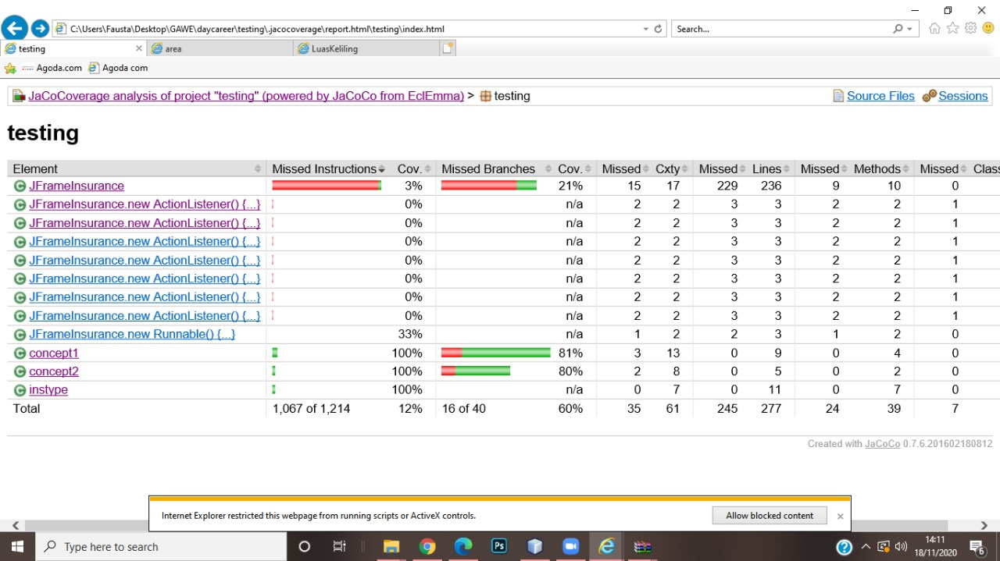 C:\Users\Fausta\Desktop\GAWE\daycareer\testing\.jacocoverage\report.html\testing\index.html Search...
testing area LuasKeliling
Agoda.com Agoda com
JaCoCoverage analysis of project "testing" (powered by JaCoCo from EclEmma) > testing Source Files Sessions
testing
Element Missed Instructions Cov. Missed Branches Cov. Missed Cxty Missed Lines Missed Methods Missed Class
JFrameInsurance 3% 21% 15 17 229 236 9 10 0
JFrameInsurance.new ActionListener() {...} 0% n/a 2 2 3 3 2 2 1
JFrameInsurance.new ActionListener() {...} 0% n/a 2 2 3 3 2 2 1
JFrameInsurance.new ActionListener() {...} 0% n/a 2 2 3 3 2 2 1
JFrameInsurance.new ActionListener() {...} 0% n/a 2 2 3 3 2 2 1
JFrameInsurance.new ActionListener() {...} 0% n/a 2 2 3 3 2 2 1
JFrameInsurance.new ActionListener() {...} 0% n/a 2 2 3 3 2 2 1
JFrameInsurance.new ActionListener() {...} 0% n/a 2 2 3 3 2 2 1
JFrameInsurance.new Runnable() {...} 33% n/a 1 2 2 3 1 2 0
concept1 100% 81% 3 13 0 9 0 4 0
concept2 100% 80% 2 8 0 5 0 2 0
instype 100% n/a 0 7 0 11 0 7 0
Total 1,067 of 1,214 12% 16 of 40 60% 35 61 245 277 24 39 7
Created with JaCoCo 0.7.6.201602180812
Internet Explorer restricted this webpage from running scripts or ActiveX controls. Allow blocked content
Type here to search Ps 14:11
18/11/2020 6